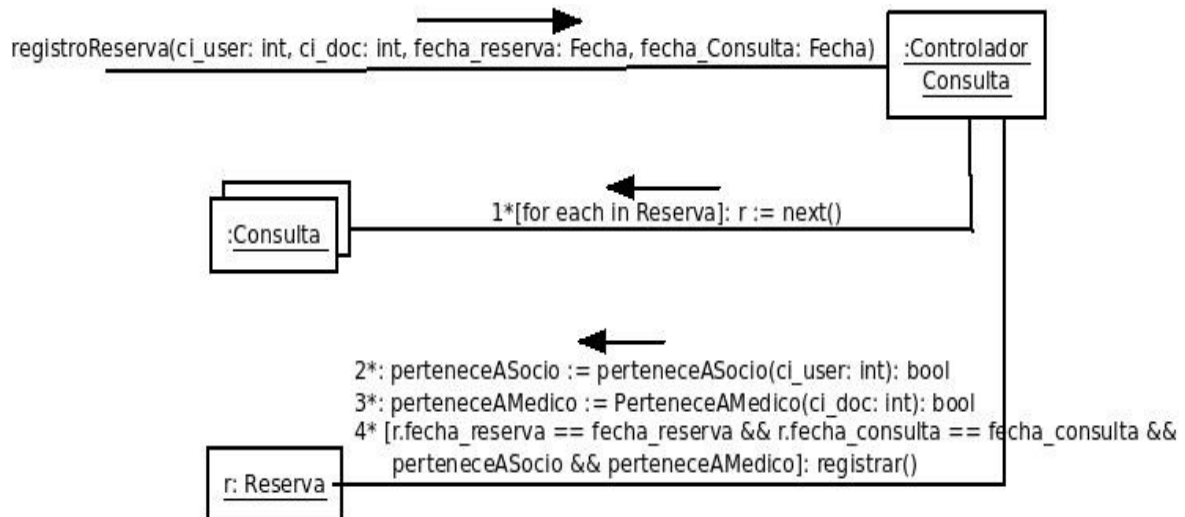 registroReserva(ci_user: int, ci_doc: int, fecha_reserva: Fecha, fecha_Consulta: Fecha)
:Controlador
Consulta
1*[for each in Reserva]: r := next()
:Consulta
2*: perteneceASocio := perteneceASocio(ci_user: int): bool
3*: perteneceAMedico := PerteneceAMedico(ci_doc: int): bool
4* [r.fecha_reserva == fecha_reserva && r.fecha_consulta == fecha_consulta &&
perteneceASocio && perteneceAMedico]: registrar()
r: Reserva